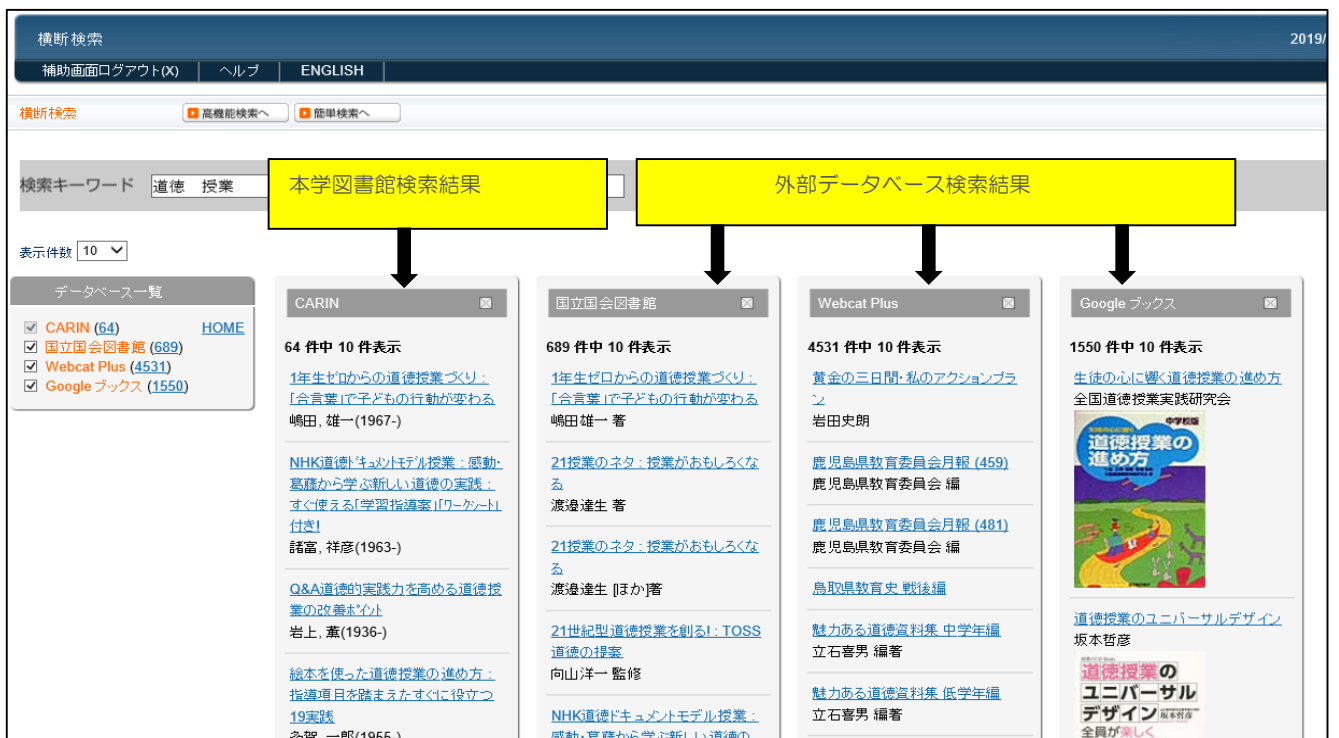 横断検索
2019/
補助画面ログアウト(X)
ヘルプ
ENGLISH
横断検索
高機能検索へ
簡単検索へ
検索キーワード
道徳　授業
本学図書館検索結果
外部データベース検索結果
表示件数 10
データベース一覧
CARIN (64) HOME
国立国会図書館 (689)
Webcat Plus (4531)
Google ブックス (1550)
CARIN
64 件中 10 件表示
1年生ゼロからの道徳授業づくり :
「合言葉」で子どもの行動が変わる
嶋田, 雄一(1967-)
NHK道徳ドキュメントモデル授業 : 感動・
葛藤から学ぶ新しい道徳の実践 :
すぐ使える「学習指導案」「ワークシート」
付き!
諸富, 祥彦(1963-)
Q&A道徳的実践力を高める道徳授
業の改善ポイント
岩上, 薫(1936-)
絵本を使った道徳授業の進め方 :
指導項目を踏まえたすぐに役立つ
19実践
国立国会図書館
689 件中 10 件表示
1年生ゼロからの道徳授業づくり :
「合言葉」で子どもの行動が変わる
嶋田雄一 著
21授業のネタ : 授業がおもしろくな
る
渡邉達生 著
21授業のネタ : 授業がおもしろくな
る
渡邉達生 [ほか]著
21世紀型道徳授業を創る! : TOSS
道徳の提案
向山洋一 監修
NHK道徳ドキュメントモデル授業 :
感動・葛藤から学ぶ新しい道徳の
Webcat Plus
4531 件中 10 件表示
黄金の三日間・私のアクションプラ
ン
岩田史朗
鹿児島県教育委員会月報 (459)
鹿児島県教育委員会 編
鹿児島県教育委員会月報 (481)
鹿児島県教育委員会 編
鳥取県教育史 戦後編
魅力ある道徳資料集 中学年編
立石喜男 編著
魅力ある道徳資料集 低学年編
立石喜男 編著
Google ブックス
1550 件中 10 件表示
生徒の心に響く道徳授業の進め方
全国道徳授業実践研究会
中学校版
道徳授業の
進め方
道徳授業のユニバーサルデザイン
坂本哲彦
道徳授業の
ユニバーサル
デザイン 坂本哲彦
全員が楽しく